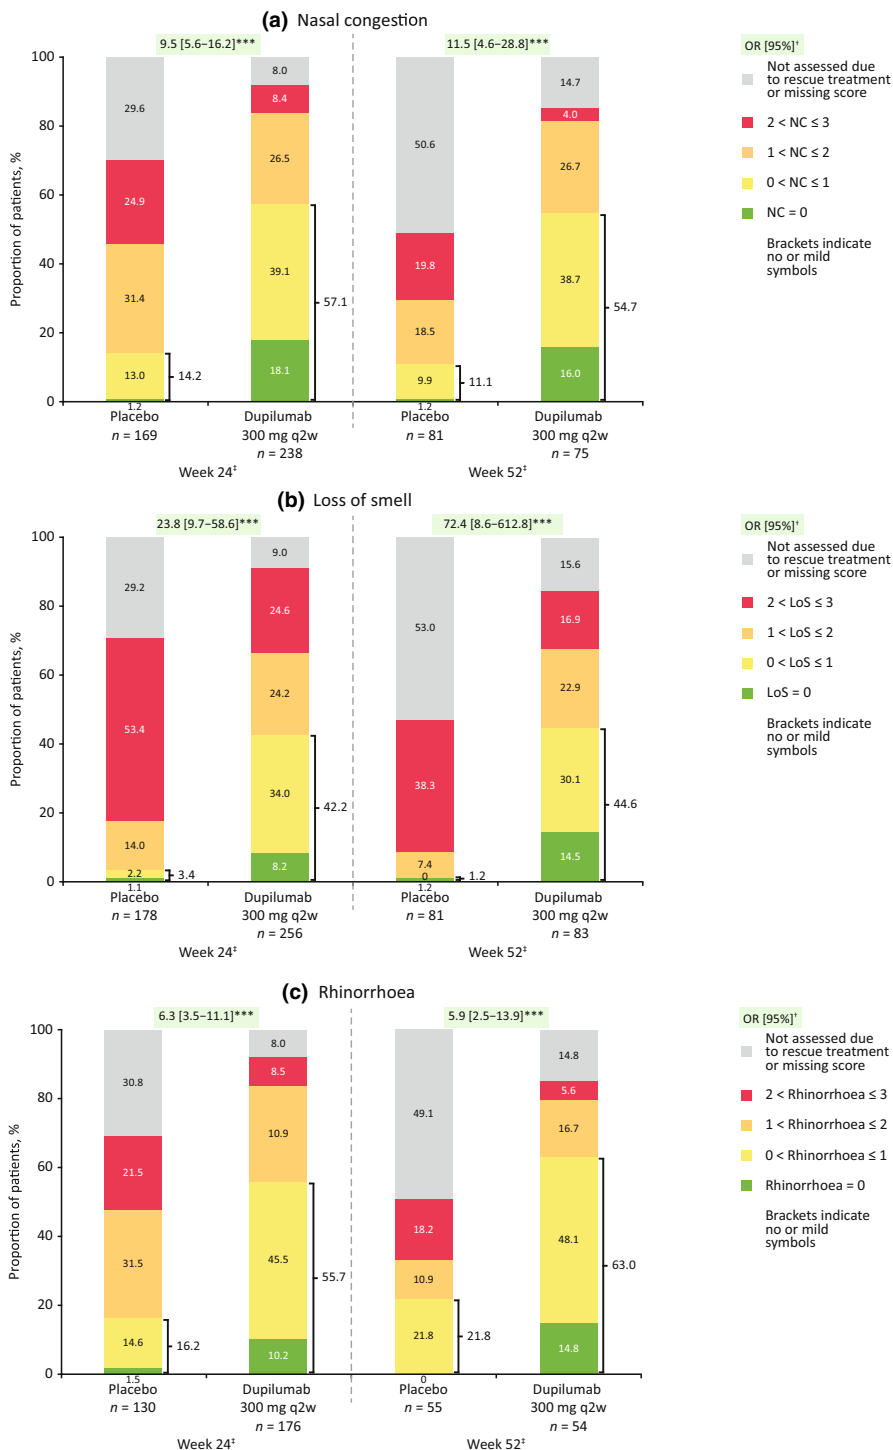 (a) Nasal congestion
9.5 [5.6–16.2]***
11.5 [4.6–28.8]***
OR [95%]†
Proportion of patients, %
100
80
60
40
20
0
29.6
24.9
31.4
13.0
1.2
14.2
8.0
8.4
26.5
39.1
18.1
57.1
50.6
19.8
18.5
9.9
1.2
11.1
14.7
4.0
26.7
38.7
16.0
54.7
Not assessed due
to rescue treatment
or missing score
2 < NC ≤ 3
1 < NC ≤ 2
0 < NC ≤ 1
NC = 0
Brackets indicate
no or mild
symbols
Placebo
n = 169
Dupilumab
300 mg q2w
n = 238
Placebo
n = 81
Dupilumab
300 mg q2w
n = 75
Week 24‡
Week 52‡
(b) Loss of smell
23.8 [9.7–58.6]***
72.4 [8.6–612.8]***
OR [95%]†
Proportion of patients, %
100
80
60
40
20
0
29.2
53.4
14.0
2.2
1.1
3.4
9.0
24.6
24.2
34.0
8.2
42.2
53.0
38.3
7.4
0
1.2
1.2
15.6
16.9
22.9
30.1
14.5
44.6
Not assessed due
to rescue treatment
or missing score
2 < LoS ≤ 3
1 < LoS ≤ 2
0 < LoS ≤ 1
LoS = 0
Brackets indicate
no or mild
symbols
Placebo
n = 178
Dupilumab
300 mg q2w
n = 256
Placebo
n = 81
Dupilumab
300 mg q2w
n = 83
Week 24‡
Week 52‡
(c) Rhinorrhoea
6.3 [3.5–11.1]***
5.9 [2.5–13.9]***
OR [95%]†
Proportion of patients, %
100
80
60
40
20
0
30.8
21.5
31.5
14.6
1.5
16.2
8.0
8.5
10.9
45.5
10.2
55.7
49.1
18.2
10.9
21.8
0
21.8
14.8
5.6
16.7
48.1
14.8
63.0
Not assessed due
to rescue treatment
or missing score
2 < Rhinorrhoea ≤ 3
1 < Rhinorrhoea ≤ 2
0 < Rhinorrhoea ≤ 1
Rhinorrhoea = 0
Brackets indicate
no or mild
symbols
Placebo
n = 130
Dupilumab
300 mg q2w
n = 176
Placebo
n = 55
Dupilumab
300 mg q2w
n = 54
Week 24‡
Week 52‡